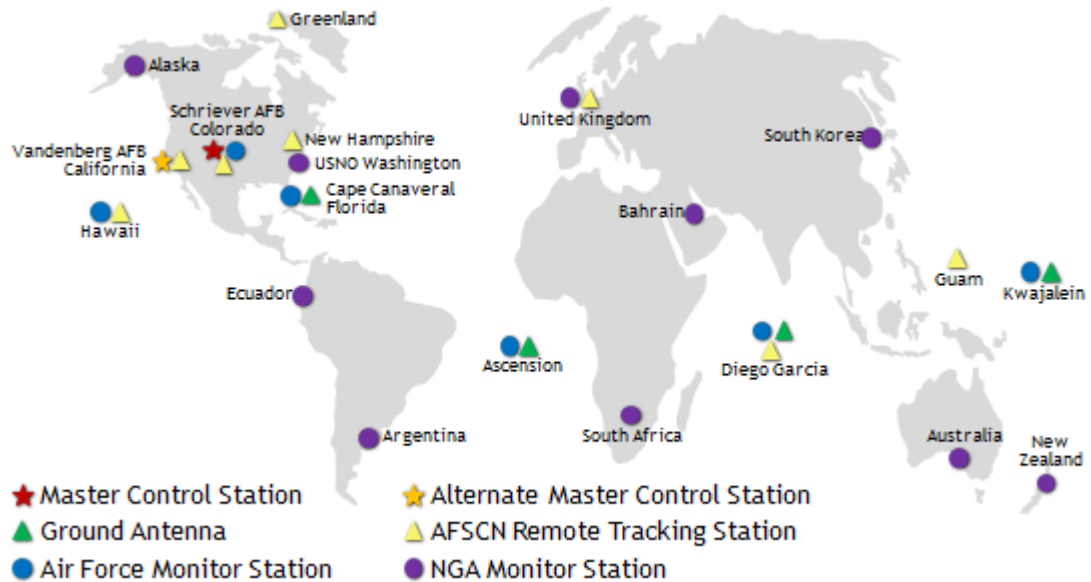 Greenland
Alaska
Schriever AFB
Colorado
United Kingdom
New Hampshire
South Korea
Vandenberg AFB
California
USNO Washington
Cape Canaveral
Florida
Bahrain
Hawaii
Guam
Kwajalein
Ecuador
Ascension
Diego Garcia
Argentina
South Africa
Australia
New
Zealand
Master Control Station
Alternate Master Control Station
Ground Antenna
AFSCN Remote Tracking Station
Air Force Monitor Station
NGA Monitor Station